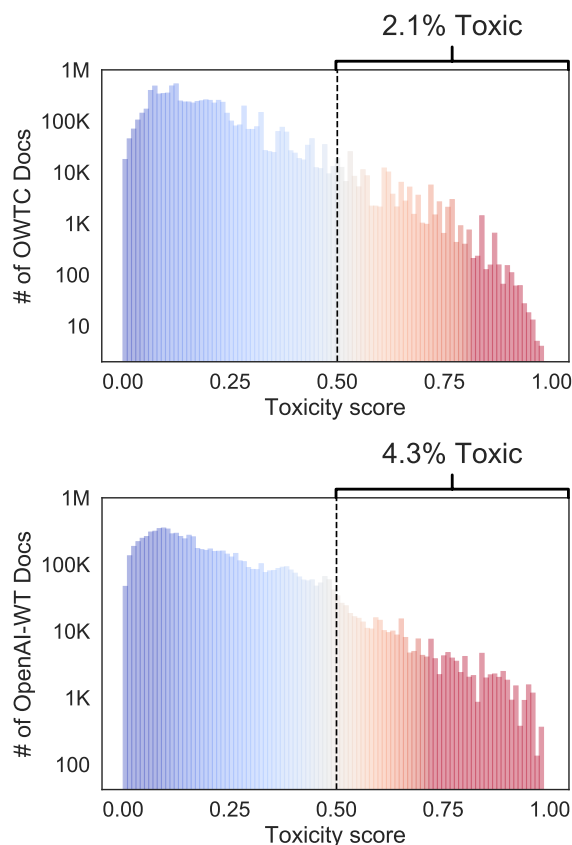 2.1% Toxic
1M
100K
10K
1K
100
10
# of OWTC Docs
0.00 0.25 0.50 0.75 1.00
Toxicity score
4.3% Toxic
1M
100K
10K
1K
100
# of OpenAI-WT Docs
0.00 0.25 0.50 0.75 1.00
Toxicity score